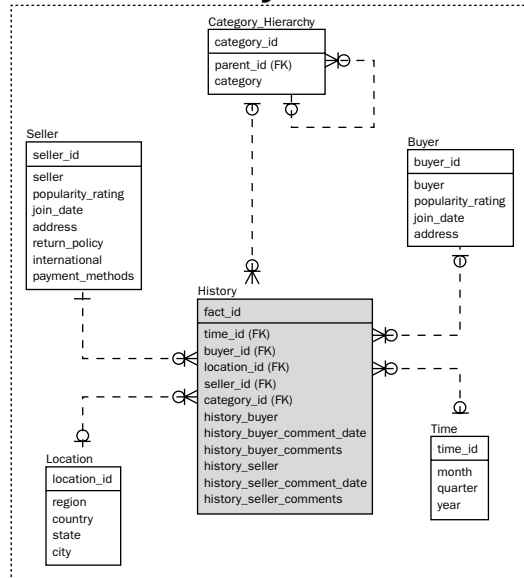 Category_Hierarchy
category_id
parent_id (FK)
category
Seller
seller_id
seller
popularity_rating
join_date
address
return_policy
international
payment_methods
Buyer
buyer_id
buyer
popularity_rating
join_date
address
History
fact_id
time_id (FK)
buyer_id (FK)
location_id (FK)
seller_id (FK)
category_id (FK)
history_buyer
history_buyer_comment_date
history_buyer_comments
history_seller
history_seller_comment_date
history_seller_comments
Location
location_id
region
country
state
city
Time
time_id
month
quarter
year